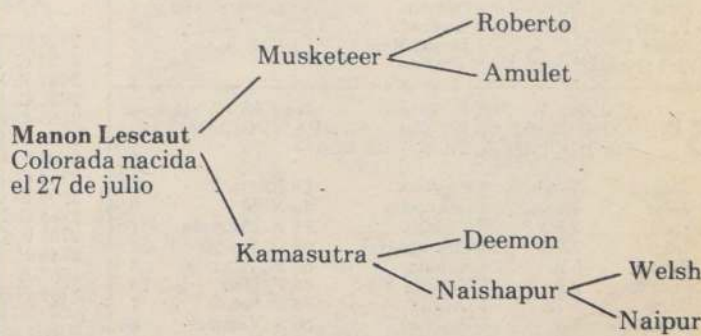 Roberto
Musketeer
Amulet
Manon Lescaut
Colorada nacida
el 27 de julio
Kamasutra
Deemon
Naishapur
Welsh
Naipur